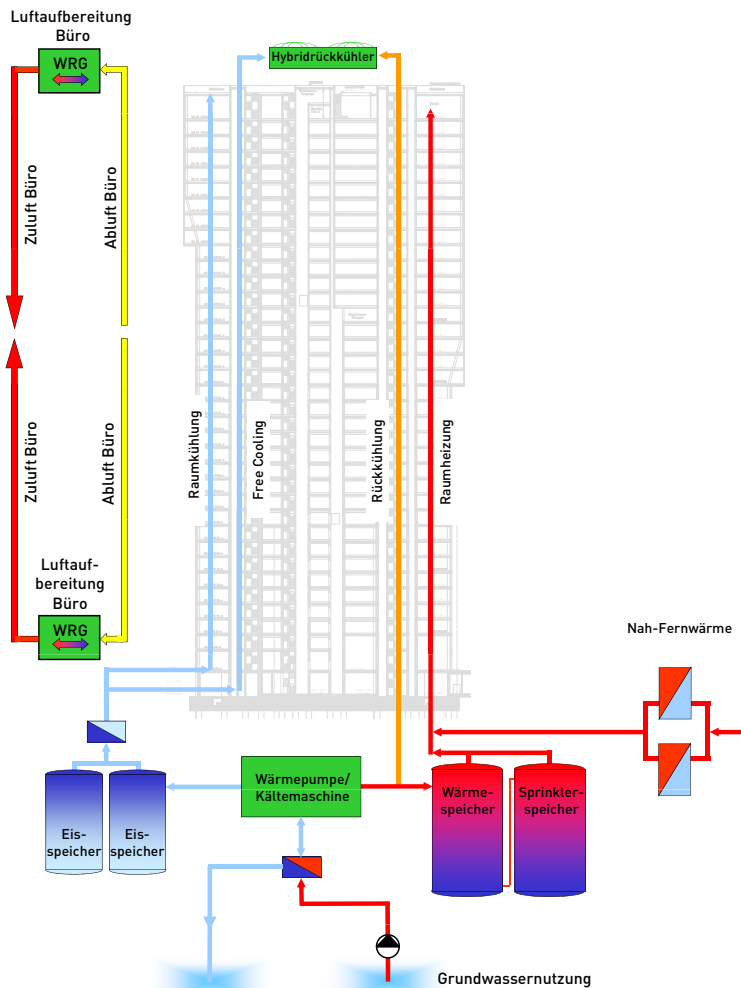 Luftaufbereitung
Büro
WRG
Hybridrückkühler
Zuluft Büro
Abluft Büro
Zuluft Büro
Abluft Büro
Raumkühlung
Free Cooling
Rückkühlung
Raumheizung
Luftauf-
bereitung
Büro
WRG
Nah-Fernwärme
Wärmepumpe/
Kältemaschine
Wärme-
speicher
Sprinkler-
speicher
Eis-
speicher
Eis-
speicher
Grundwassernutzung